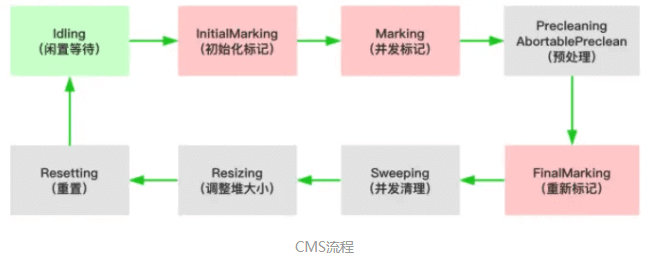 Idling
(闲置等待)
InitialMarking
(初始化标记)
Marking
(并发标记)
Precleaning
AbortablePreclean
(预处理)
Resetting
(重置)
Resizing
(调整堆大小)
Sweeping
(并发清理)
FinalMarking
(重新标记)
CMS流程